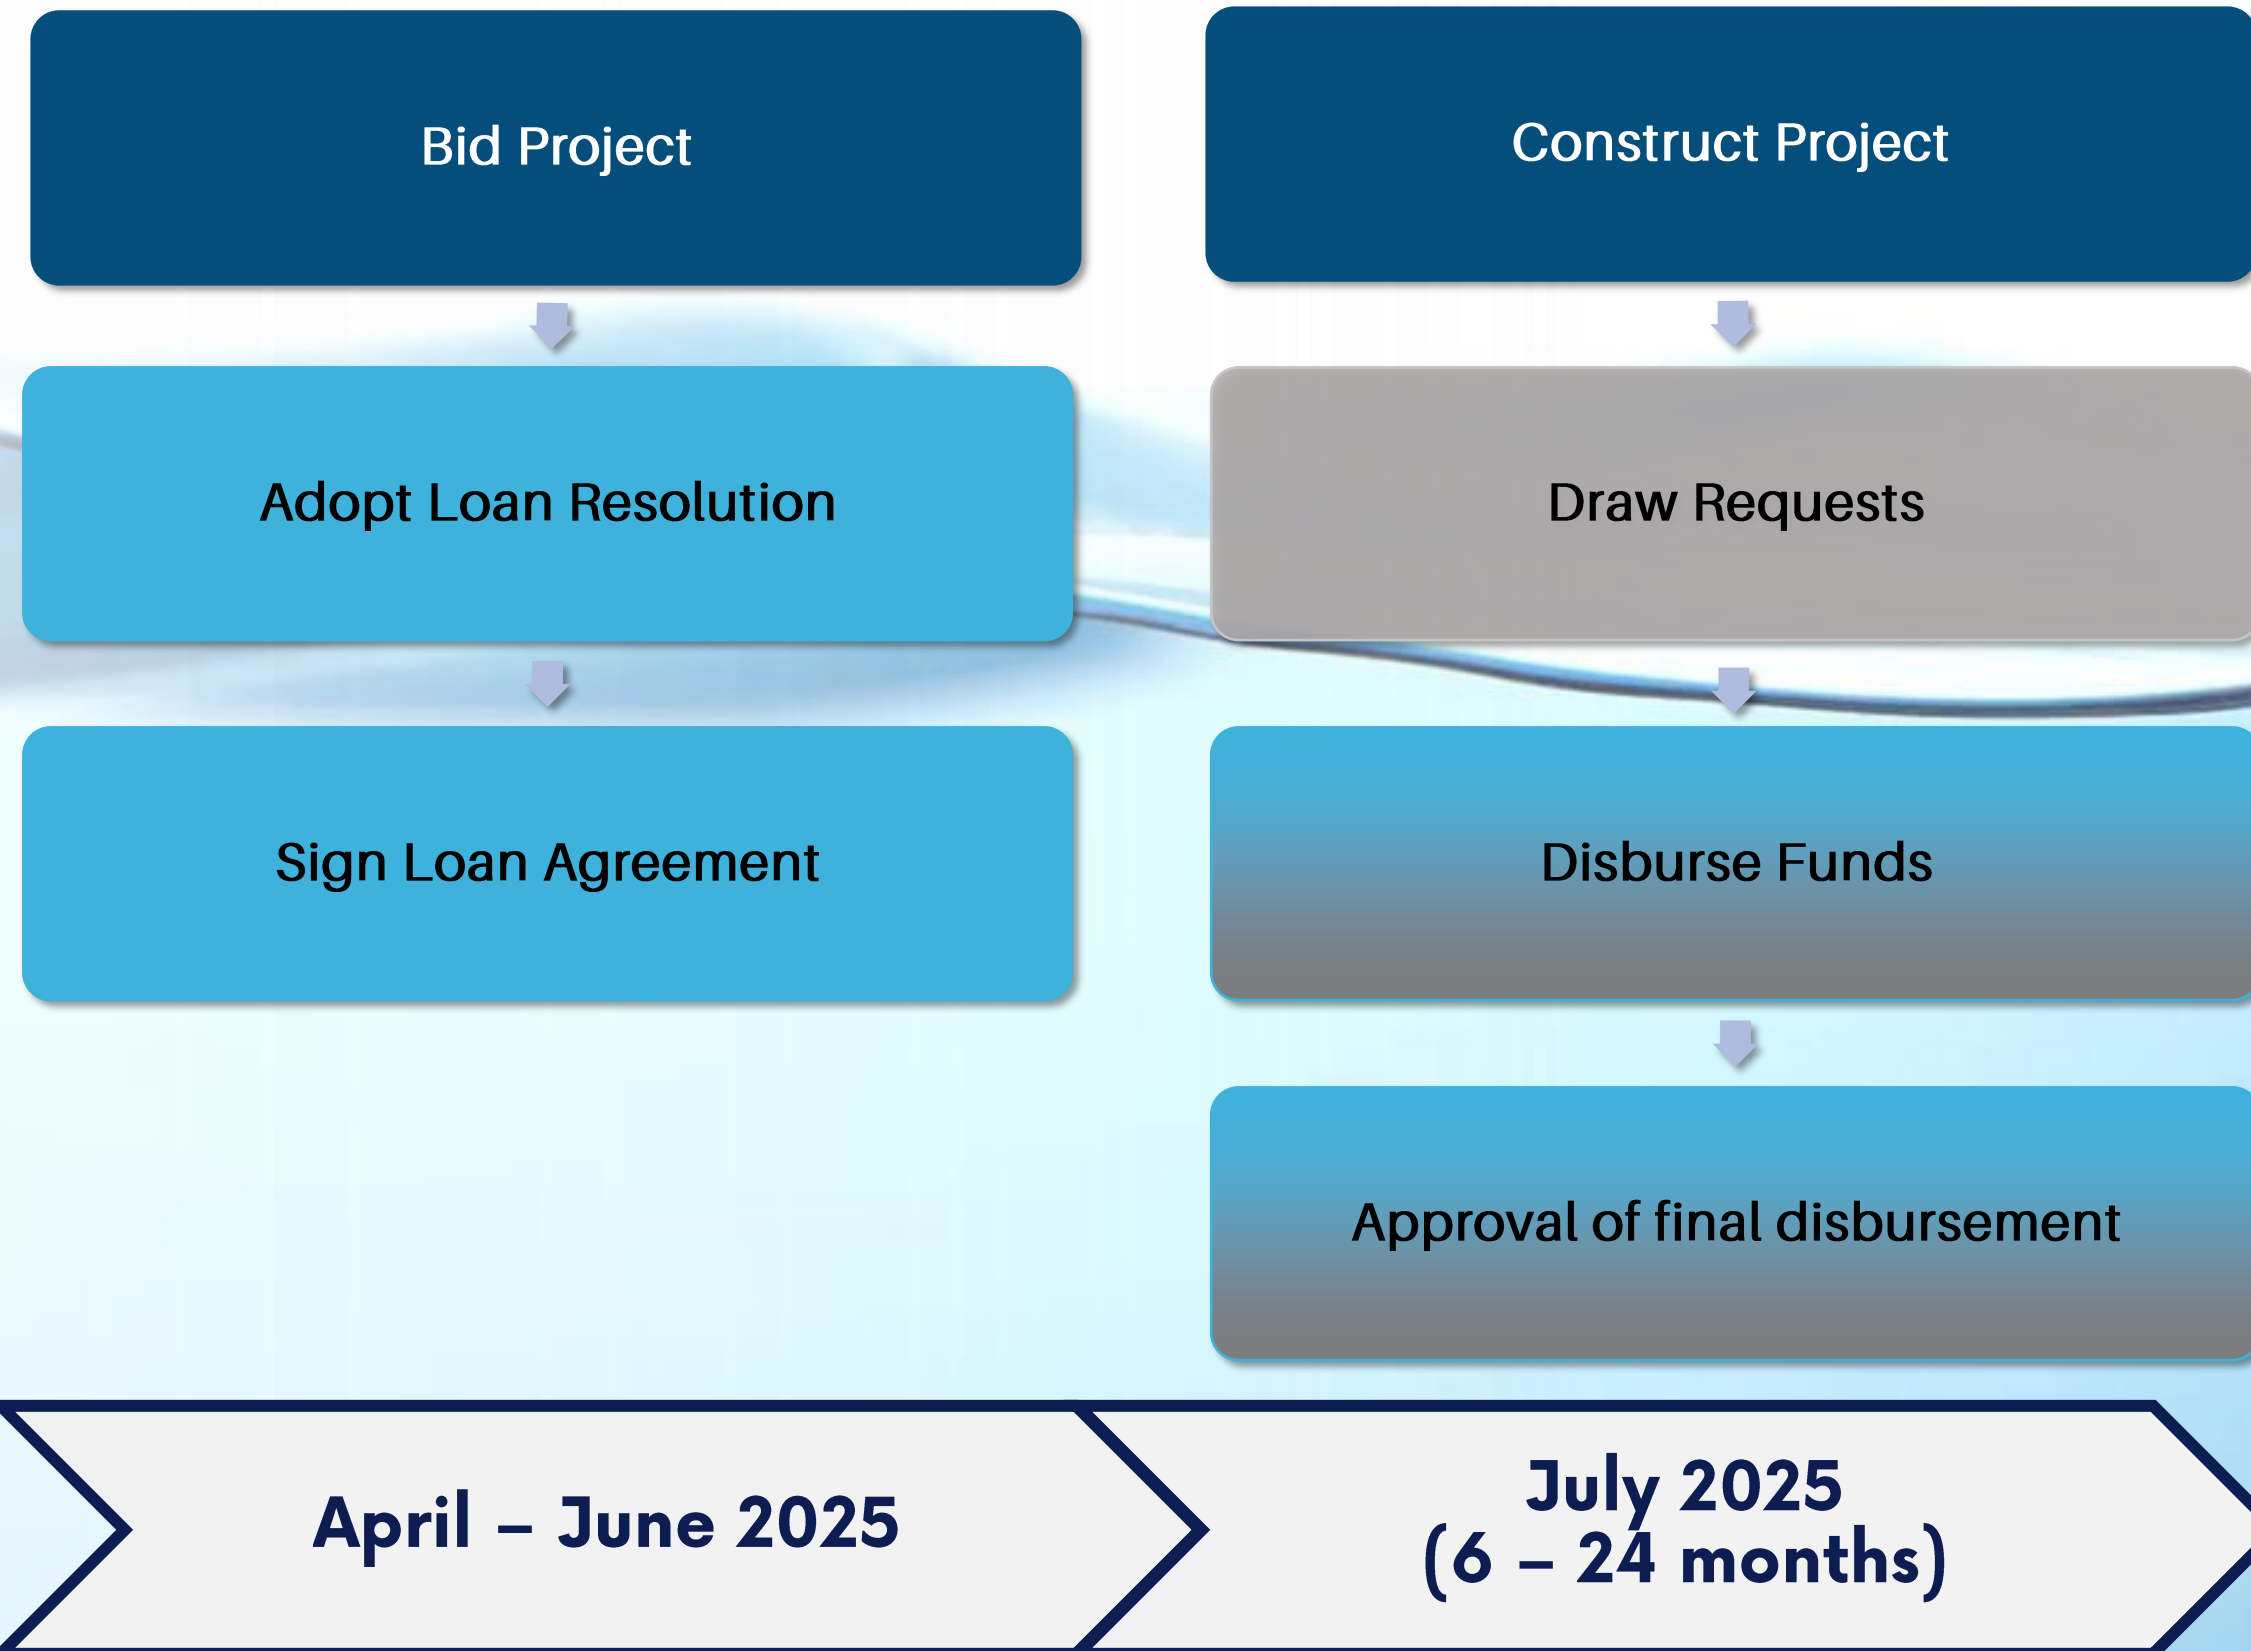 Bid Project
Adopt Loan Resolution
Sign Loan Agreement
Construct Project
Draw Requests
Disburse Funds
Approval of final disbursement
April – June 2025
July 2025
(6 – 24 months)